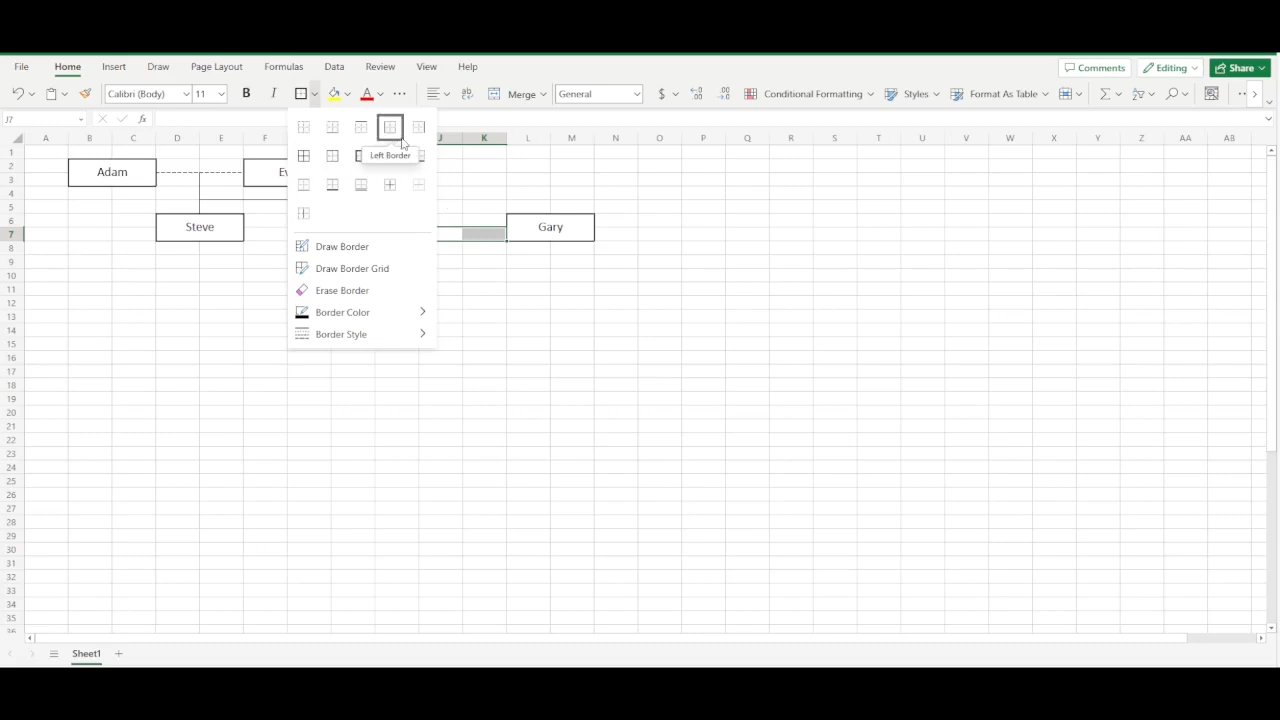 File Home Insert Draw Page Layout Formulas Data Review View Help Comments Editing Share
Calibri (Body) 11 B I A General $ Conditional Formatting Styles Format As Table Merge
J7 fx
A B C D E F J K L M N O P Q R S T U V W X Y Z AA AB
1
2 Adam
3
4
5
6 Steve Gary
7
8
9
10
11
12
13
14
15
16
17
18
19
20
21
22
23
24
25
26
27
28
29
30
31
32
33
34
35
36
Left Border
Draw Border
Draw Border Grid
Erase Border
Border Color
Border Style
Sheet1